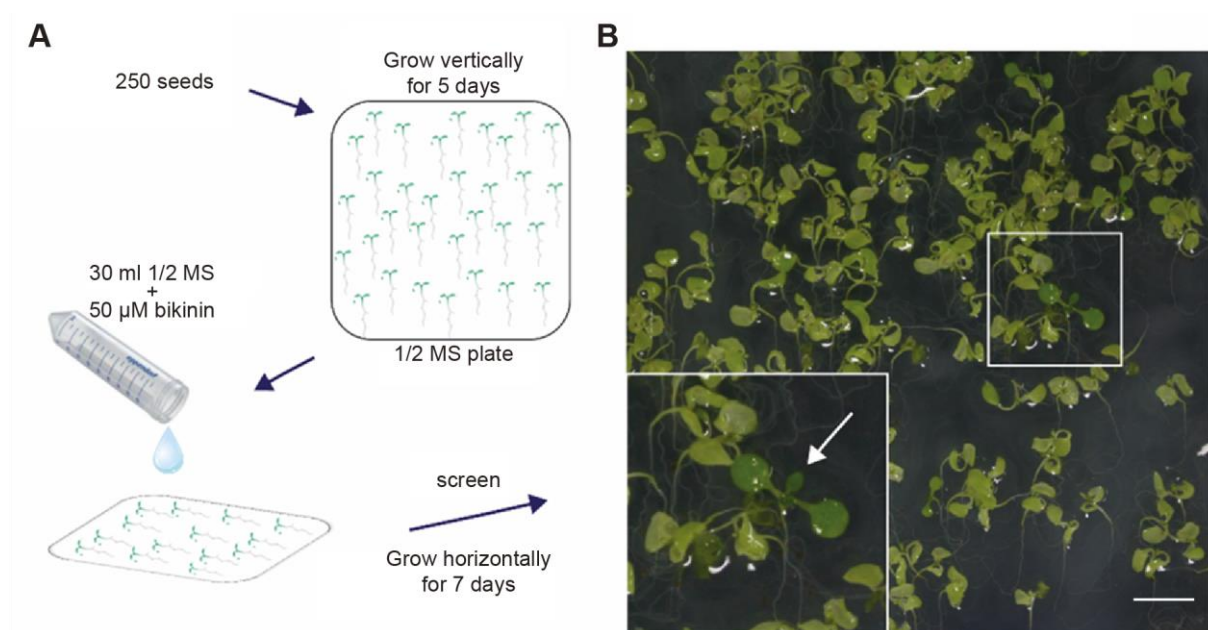 A
250 seeds
Grow vertically
for 5 days
1/2 MS plate
30 ml 1/2 MS
+
50 µM bikinin
screen
Grow horizontally
for 7 days
B